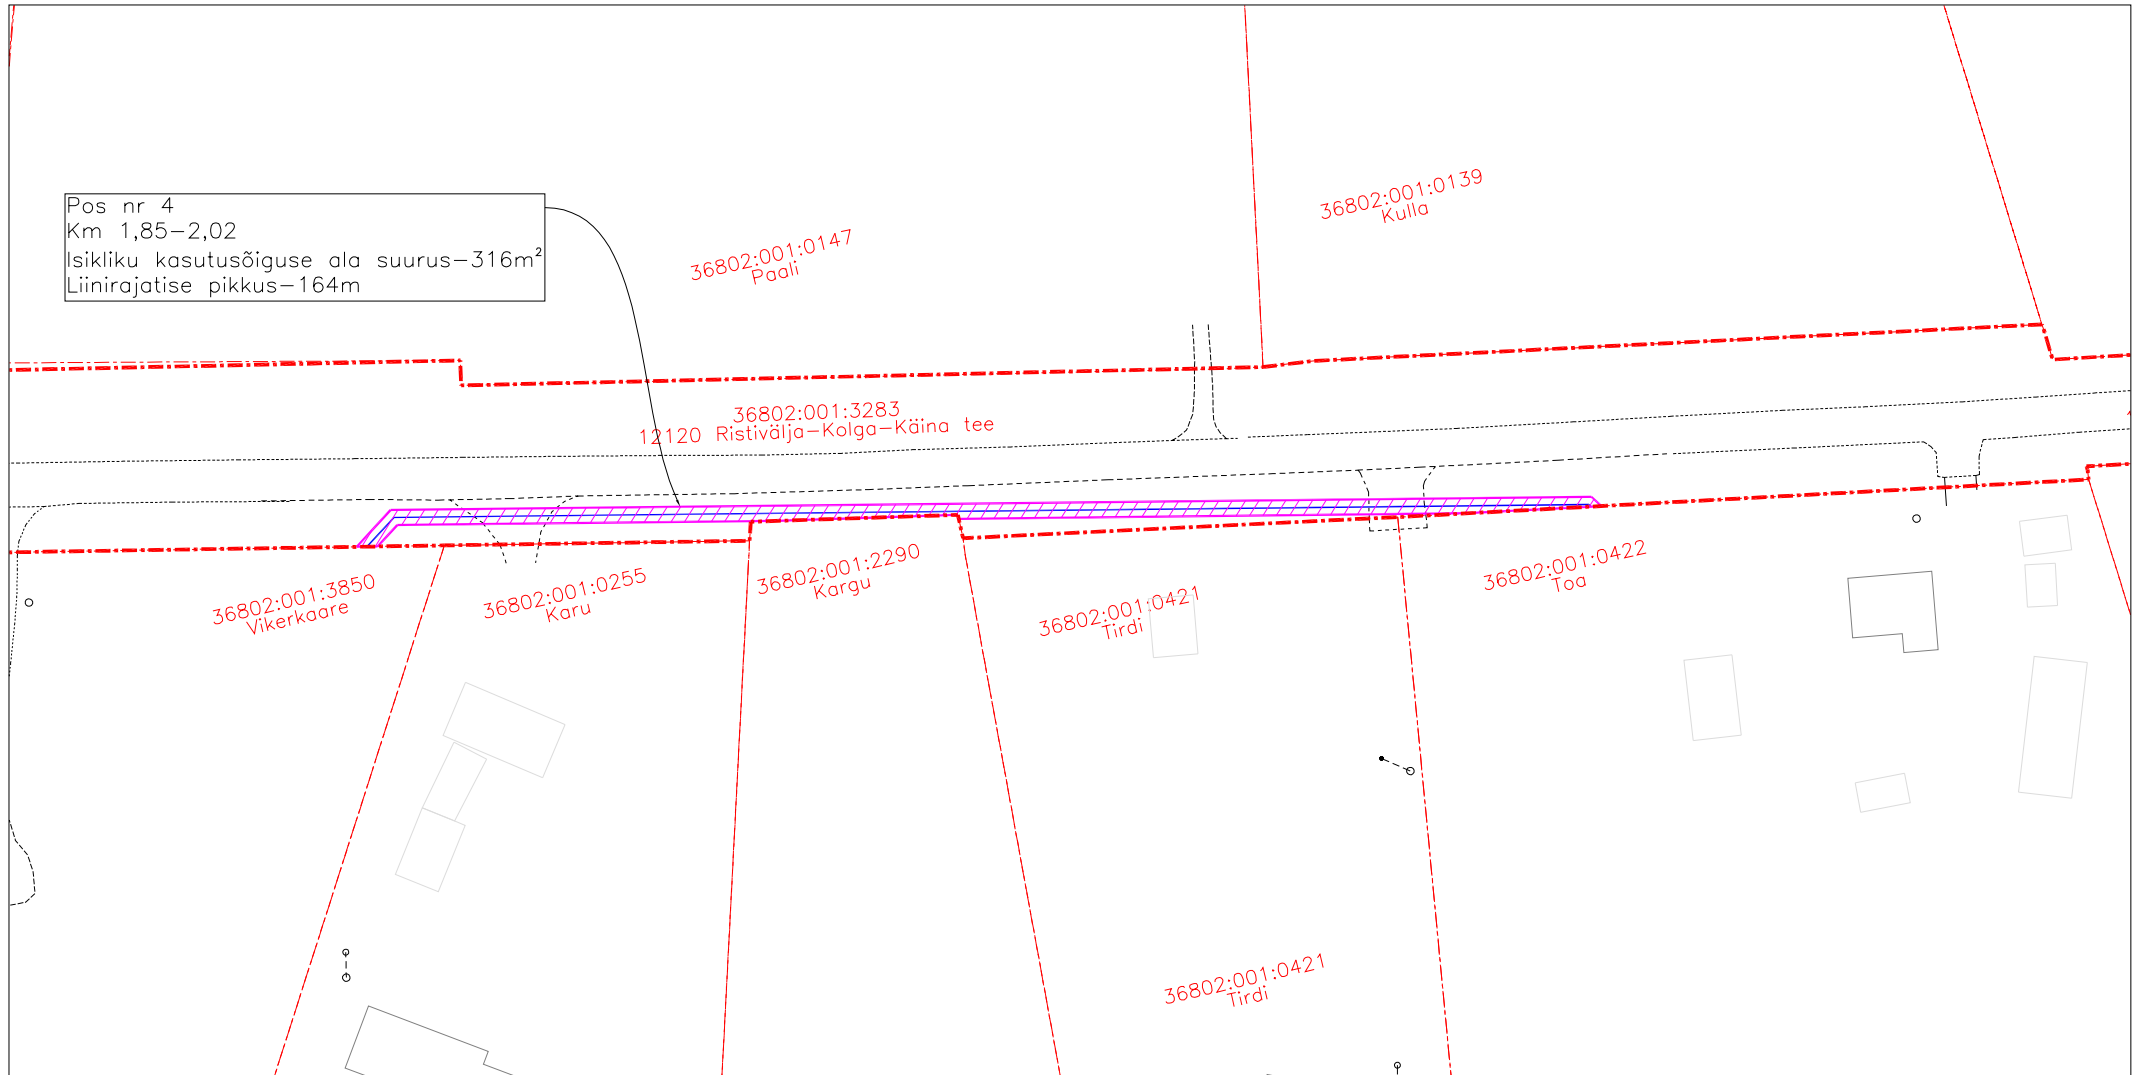 36802:001:0139
Kulla
Pos nr 4
Km 1,85-2,02
Isikliku kasutusõiguse ala suurus-316m²
Liinirajatise pikkus-164m
36802:001:0147
Paali
36802:001:3283
12120 Ristivälja-Kolga-Käina tee
36802:001:3850
Vikerkaare
36802:001:0255
Karu
36802:001:2290
Kargu
36802:001:0421
Tirdi
36802:001:0422
Toa
36802:001:0421
Tirdi